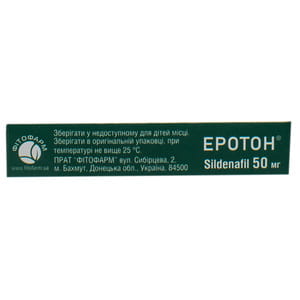 ФІТОФАРМ
www.fitofarm.ua
Зберігати у недоступному для дітей місці.
Зберігати в оригінальній упаковці, при
температурі не вище 25 °С.
ПРАТ "ФІТОФАРМ" вул. Сибірцева, 2,
м. Бахмут, Донецька обл., Україна, 84500
ЕРОТОН®
Sildenafil 50 мг